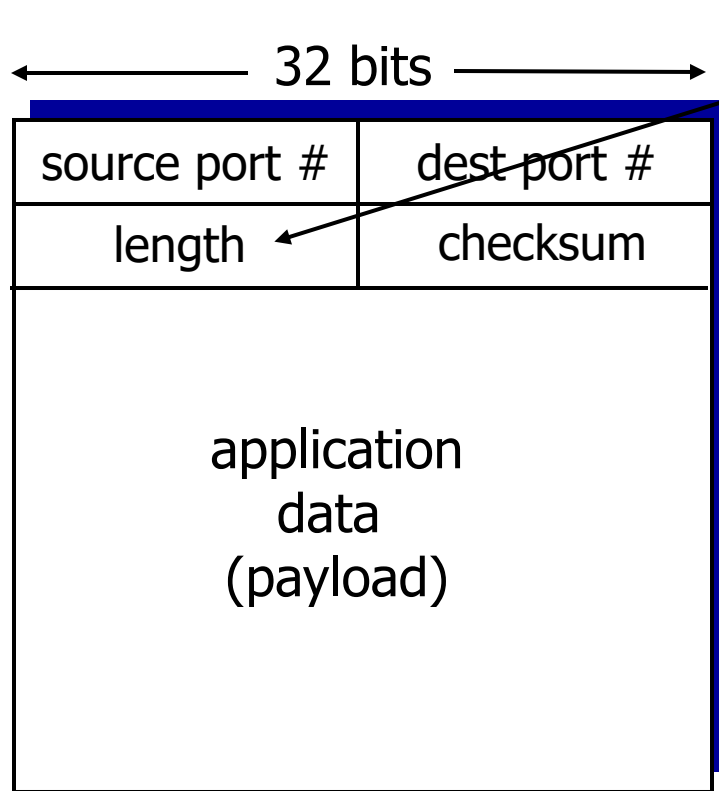 32 bits
source port # dest port #
length checksum
application
data
(payload)